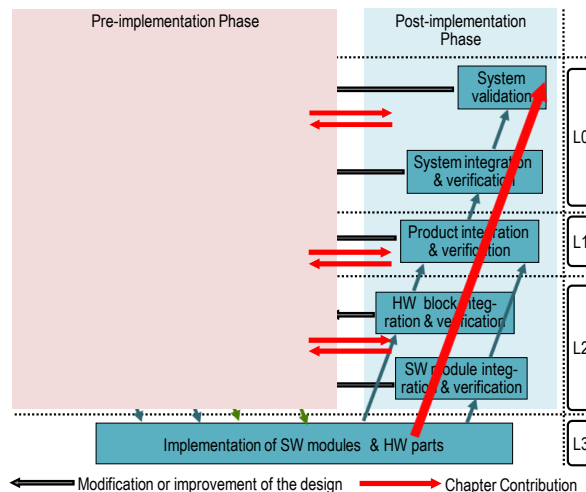 Pre-implementation Phase
Post-implementation
Phase
System
validation
L0
System integration
& verification
Product integration
& verification
L1
HW block integ-
ration & verification
L2
SW module integ-
ration & verification
Implementation of SW modules & HW parts
L3
Modification or improvement of the design
Chapter Contribution